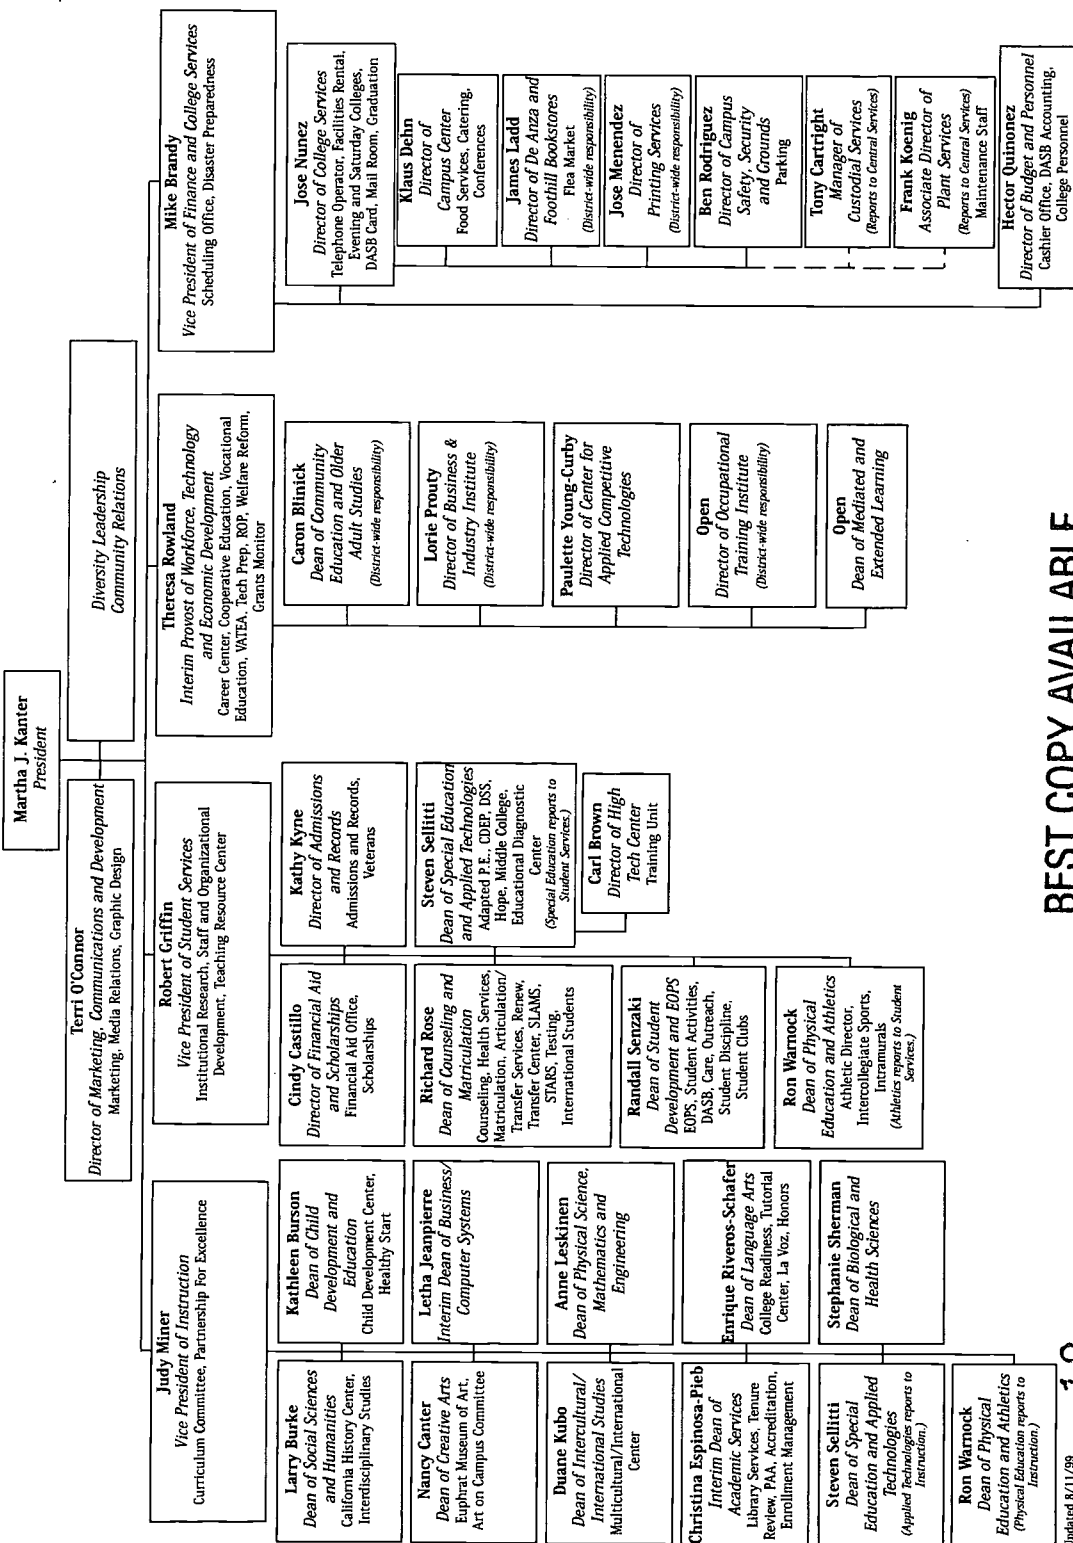 Martha J. Kanter
President
Terri O'Connor
Director of Marketing, Communications and Development
Marketing, Media Relations, Graphic Design
Diversity Leadership
Community Relations
Judy Miner
Vice President of Instruction
Curriculum Committee, Partnership For Excellence
Larry Burke
Dean of Social Sciences
and Humanities
California History Center,
Interdisciplinary Studies
Kathleen Burson
Dean of Child
Development and
Education
Child Development Center,
Healthy Start
Nancy Canter
Dean of Creative Arts
Euphrat Museum of Art,
Art on Campus Committee
Letha Jeanpierre
Interim Dean of Business/
Computer Systems
Duane Kubo
Dean of Intercultural/
International Studies
Multicultural/International
Center
Anne Leskinen
Dean of Physical Science,
Mathematics and
Engineering
Christina Espinosa-Pieb
Interim Dean of
Academic Services
Library Services, Tenure
Review, PAA, Accreditation,
Enrollment Management
Enrique Riveros-Schafer
Dean of Language Arts
College Readiness, Tutorial
Center, La Voz, Honors
Steven Sellitti
Dean of Special
Education and Applied
Technologies
(Applied Technologies reports to
Instruction.)
Stephanie Sherman
Dean of Biological and
Health Sciences
Ron Warnock
Dean of Physical
Education and Athletics
(Physical Education reports to
Instruction.)
Robert Griffin
Vice President of Student Services
Institutional Research, Staff and Organizational
Development, Teaching Resource Center
Cindy Castillo
Director of Financial Aid
and Scholarships
Financial Aid Office,
Scholarships
Kathy Kyne
Director of Admissions
and Records
Admissions and Records,
Veterans
Richard Rose
Dean of Counseling and
Matriculation
Counseling, Health Services,
Matriculation, Articulation/
Transfer Services, Renew,
Transfer Center, SLAMS,
STARS, Testing,
International Students
Steven Sellitti
Dean of Special Education
and Applied Technologies
Adapted P.E., CDEP, DSS,
Hope, Middle College,
Educational Diagnostic
Center
(Special Education reports to
Student Services.)
Carl Brown
Director of High
Tech Center
Training Unit
Randall Senzaki
Dean of Student
Development and EOPS
EOPS, Student Activities,
DASB, Care, Outreach,
Student Discipline,
Student Clubs
Ron Warnock
Dean of Physical
Education and Athletics
Athletic Director,
Intercollegiate Sports,
Intramurals
(Athletics reports to Student
Services.)
Theresa Rowland
Interim Provost of Workforce, Technology
and Economic Development
Career Center, Cooperative Education, Vocational
Education, VATEA, Tech Prep, ROP, Welfare Reform,
Grants Monitor
Caron Blinick
Dean of Community
Education and Older
Adult Studies
(District-wide responsibility)
Lorie Prouty
Director of Business &
Industry Institute
(District-wide responsibility)
Paulette Young-Curby
Director of Center for
Applied Competitive
Technologies
Open
Director of Occupational
Training Institute
(District-wide responsibility)
Open
Dean of Mediated and
Extended Learning
Mike Brandy
Vice President of Finance and College Services
Scheduling Office, Disaster Preparedness
Jose Nunez
Director of College Services
Telephone Operator, Facilities Rental,
Evening and Saturday Colleges,
DASB Card, Mail Room, Graduation
Klaus Dehn
Director of
Campus Center
Food Services, Catering,
Conferences
James Ladd
Director of De Anza and
Foothill Bookstores
Flea Market
(District-wide responsibility)
Jose Menendez
Director of
Printing Services
(District-wide responsibility)
Ben Rodriguez
Director of Campus
Safety, Security
and Grounds
Parking
Tony Cartright
Manager of
Custodial Services
(Reports to Central Services)
Frank Koenig
Associate Director of
Plant Services
(Reports to Central Services)
Maintenance Staff
Hector Quinonez
Director of Budget and Personnel
Cashier Office, DASB Accounting,
College Personnel
Updated 8/11/99
BEST COPY AVAILABLE